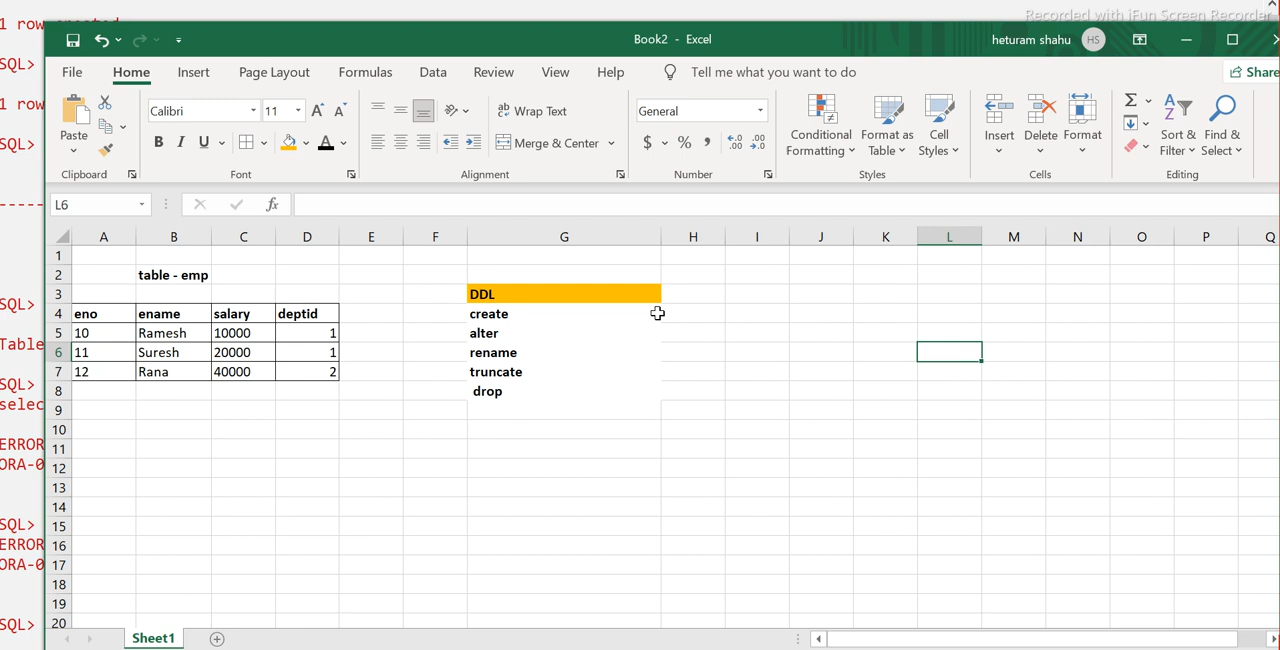 Recorded with iFun Screen Recorder
1 row created
SQL>
1 row
SQL>
-----
SQL>
Table
SQL>
selec
ERROR
ORA-0
SQL>
ERROR
ORA-0
SQL>
Book2 - Excel
heturam shahu HS
File Home Insert Page Layout Formulas Data Review View Help Tell me what you want to do Share
Calibri 11 General
Paste
B I U
Wrap Text
Merge & Center
$ % ,
Conditional Formatting
Format as Table
Cell Styles
Insert Delete Format
Sort & Filter
Find & Select
Clipboard Font Alignment Number Styles Cells Editing
L6 fx
A B C D E F G H I J K L M N O P Q
1
2 table - emp
3 DDL
4 eno ename salary deptid create
5 10 Ramesh 10000 1 alter
6 11 Suresh 20000 1 rename
7 12 Rana 40000 2 truncate
8 drop
9
10
11
12
13
14
15
16
17
18
19
20
Sheet1